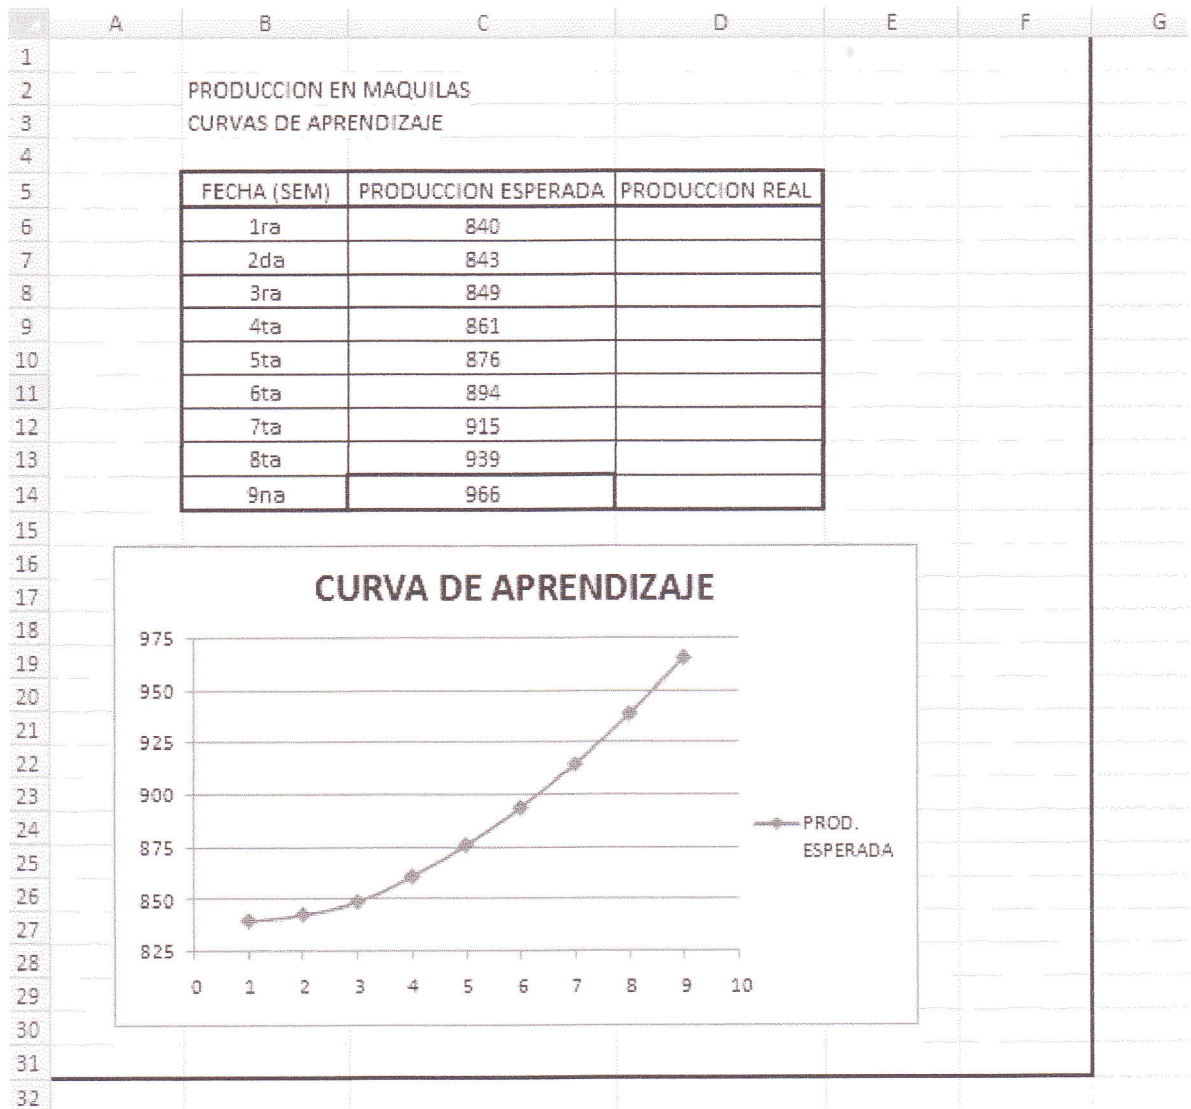 A B C D E F G
1
2 PRODUCCION EN MAQUILAS
3 CURVAS DE APRENDIZAJE
4
5 FECHA (SEM) PRODUCCION ESPERADA PRODUCCION REAL
6 1ra 840
7 2da 843
8 3ra 849
9 4ta 861
10 5ta 876
11 6ta 894
12 7ta 915
13 8ta 939
14 9na 966
15
16
17
18
19
20
21
22
23
24
25
26
27
28
29
30
31
32
CURVA DE APRENDIZAJE
975
950
925
900
875
850
825
0 1 2 3 4 5 6 7 8 9 10
PROD.
ESPERADA